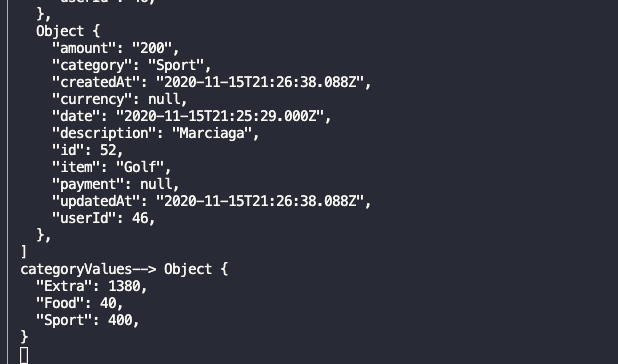 "userId": 46,
},
Object {
"amount": "200",
"category": "Sport",
"createdAt": "2020-11-15T21:26:38.088Z",
"currency": null,
"date": "2020-11-15T21:25:29.000Z",
"description": "Marciaga",
"id": 52,
"item": "Golf",
"payment": null,
"updatedAt": "2020-11-15T21:26:38.088Z",
"userId": 46,
},
]
categoryValues--> Object {
"Extra": 1380,
"Food": 40,
"Sport": 400,
}